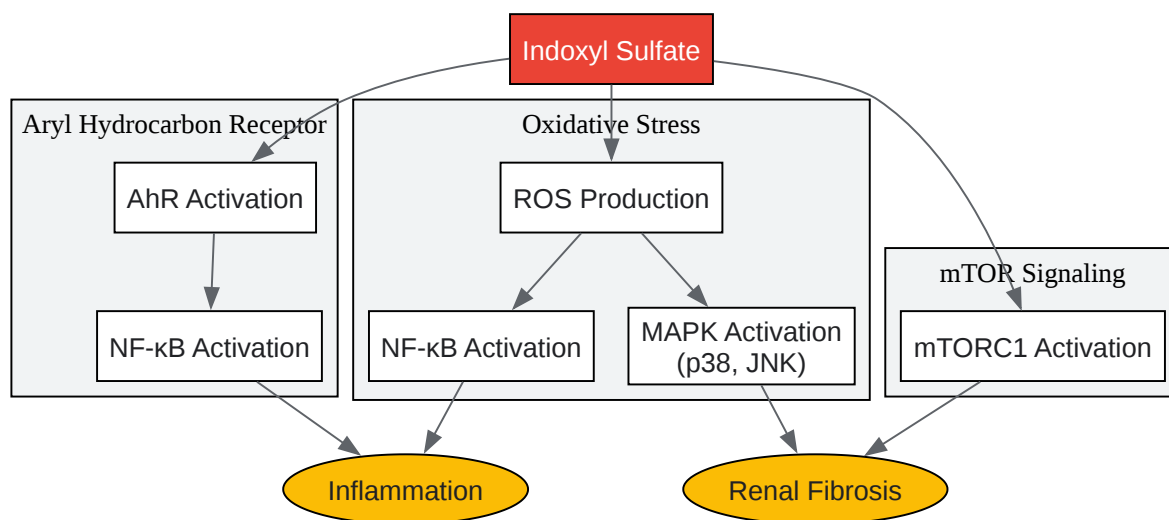 Indoxyl Sulfate
Aryl Hydrocarbon Receptor
Oxidative Stress
AhR Activation
ROS Production
mTOR Signaling
NF-κB Activation
NF-κB Activation
MAPK Activation
(p38, JNK)
mTORC1 Activation
Inflammation
Renal Fibrosis